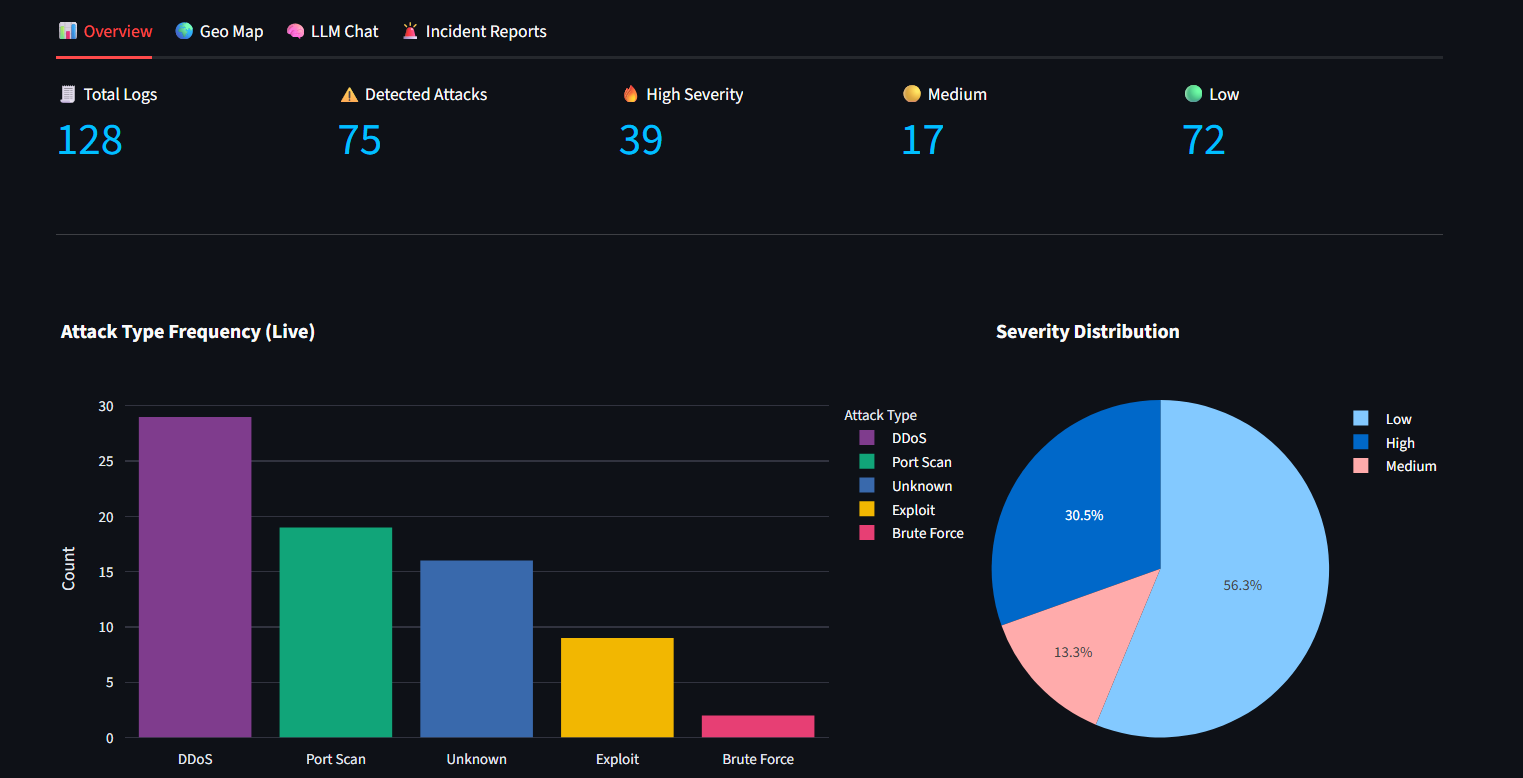 Overview Geo Map LLM Chat Incident Reports
Total Logs Detected Attacks High Severity Medium Low
128 75 39 17 72
Attack Type Frequency (Live)
30
25
20
15
10
5
0
Count
DDoS Port Scan Unknown Exploit Brute Force
Attack Type
DDoS
Port Scan
Unknown
Exploit
Brute Force
Severity Distribution
30.5%
56.3%
13.3%
Low
High
Medium